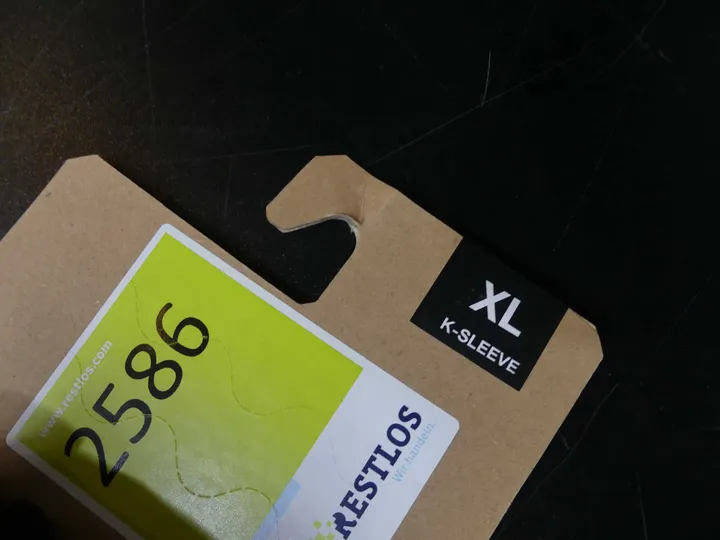 XL
K-SLEEVE
www.restlos.com
2586
RESTLOS
Wir handeln.